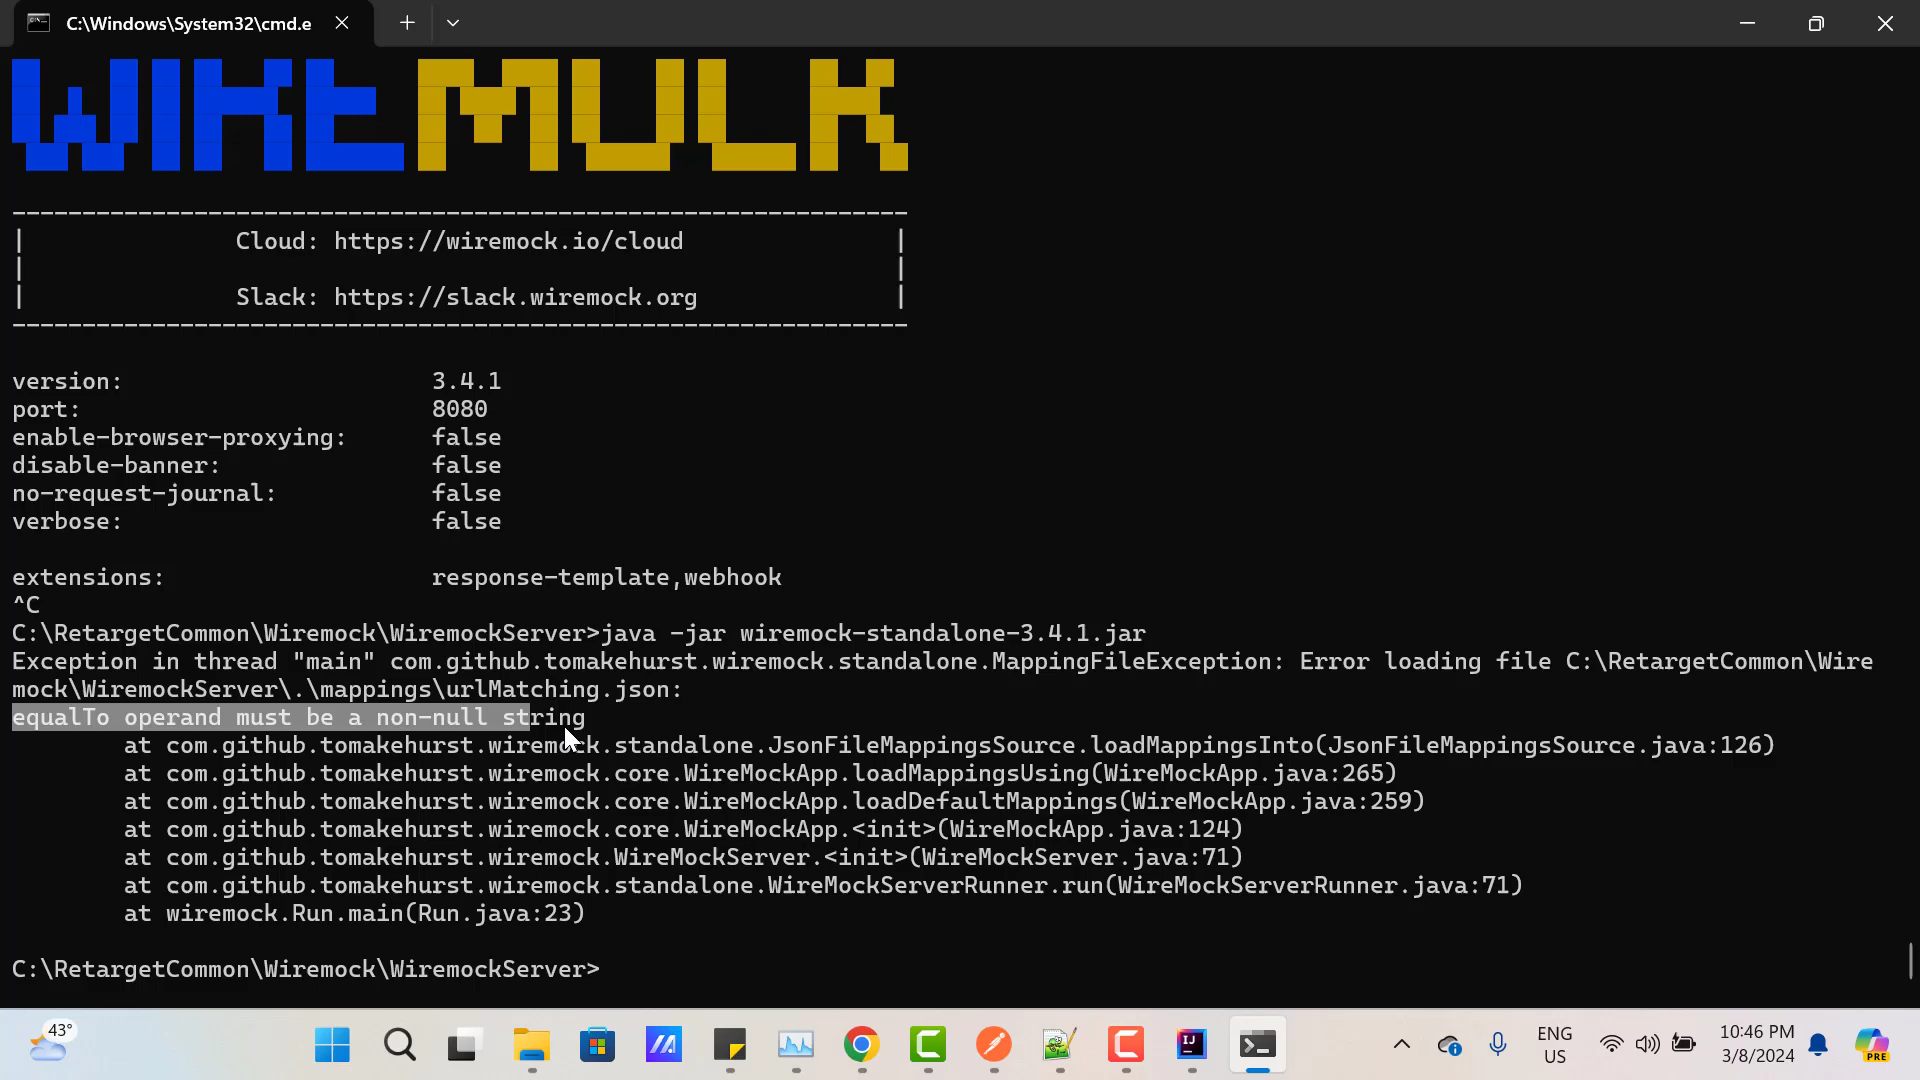 C:\Windows\System32\cmd.e
Cloud: https://wiremock.io/cloud
Slack: https://slack.wiremock.org
version: 3.4.1
port: 8080
enable-browser-proxying: false
disable-banner: false
no-request-journal: false
verbose: false
extensions: response-template,webhook
^C
C:\RetargetCommon\Wiremock\WiremockServer>java -jar wiremock-standalone-3.4.1.jar
Exception in thread "main" com.github.tomakehurst.wiremock.standalone.MappingFileException: Error loading file C:\RetargetCommon\Wire
mock\WiremockServer\.\mappings\urlMatching.json:
equalTo operand must be a non-null string
at com.github.tomakehurst.wiremock.standalone.JsonFileMappingsSource.loadMappingsInto(JsonFileMappingsSource.java:126)
at com.github.tomakehurst.wiremock.core.WireMockApp.loadMappingsUsing(WireMockApp.java:265)
at com.github.tomakehurst.wiremock.core.WireMockApp.loadDefaultMappings(WireMockApp.java:259)
at com.github.tomakehurst.wiremock.core.WireMockApp.<init>(WireMockApp.java:124)
at com.github.tomakehurst.wiremock.WireMockServer.<init>(WireMockServer.java:71)
at com.github.tomakehurst.wiremock.standalone.WireMockServerRunner.run(WireMockServerRunner.java:71)
at wiremock.Run.main(Run.java:23)
C:\RetargetCommon\Wiremock\WiremockServer>
43°
IJ
ENG
US
10:46 PM
3/8/2024
PRE